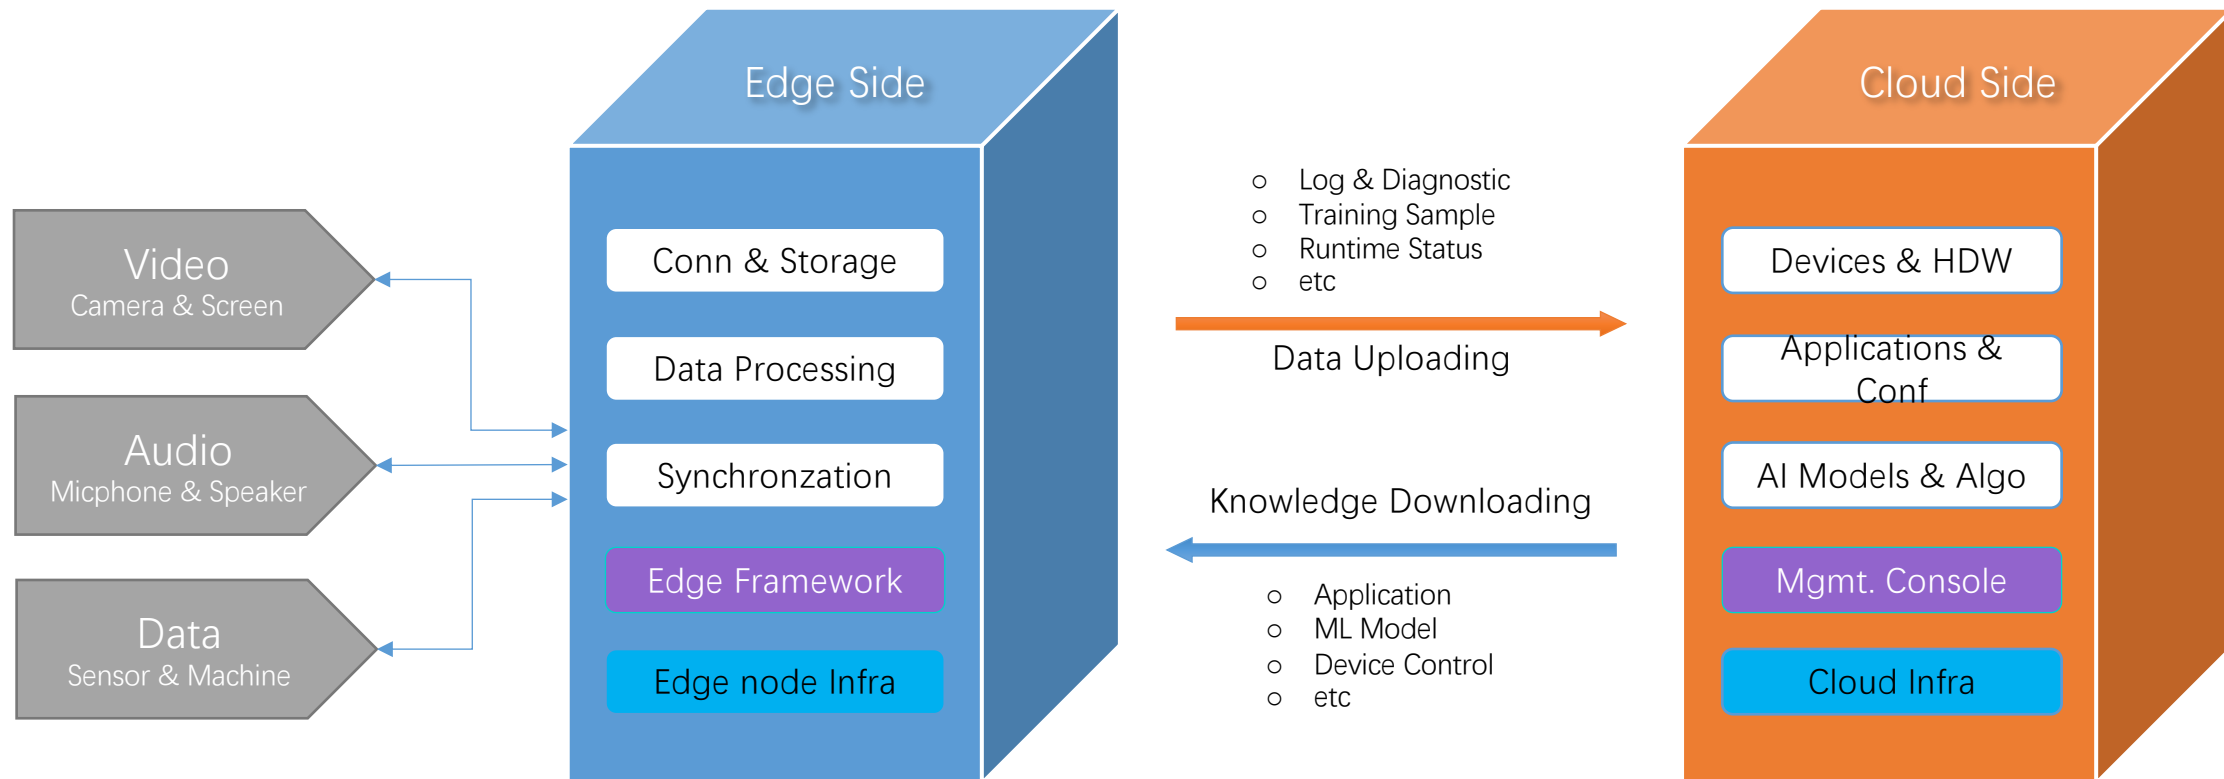 Edge Side
Cloud Side
Video
Camera & Screen
Audio
Micphone & Speaker
Data
Sensor & Machine
Conn & Storage
Data Processing
Synchronzation
Edge Framework
Edge node Infra
Log & Diagnostic
Training Sample
Runtime Status
etc
Data Uploading
Knowledge Downloading
Application
ML Model
Device Control
etc
Devices & HDW
Applications &
Conf
AI Models & Algo
Mgmt. Console
Cloud Infra